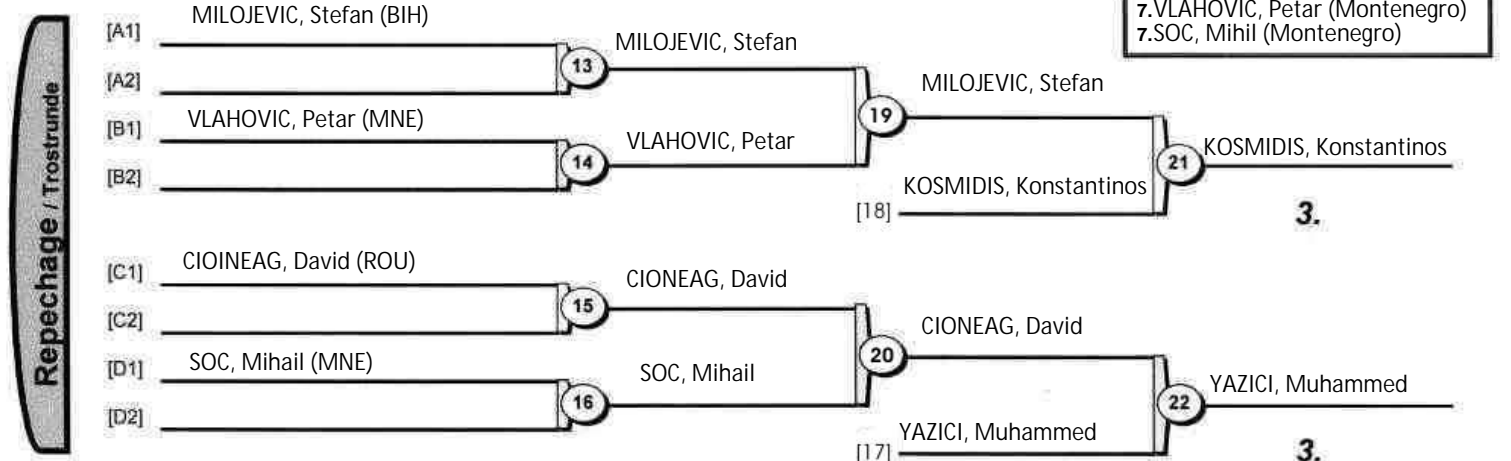 Repechage / Trostrunde
7.VLAHOVIC, Petar (Montenegro)
7.SOC, Mihil (Montenegro)
[A1] MILOJEVIC, Stefan (BIH)
[A2]
13
MILOJEVIC, Stefan
[B1] VLAHOVIC, Petar (MNE)
[B2]
14
VLAHOVIC, Petar
19
MILOJEVIC, Stefan
[18] KOSMIDIS, Konstantinos
21
KOSMIDIS, Konstantinos
3.
[C1] CIOINEAG, David (ROU)
[C2]
15
CIONEAG, David
[D1] SOC, Mihail (MNE)
[D2]
16
SOC, Mihail
20
CIONEAG, David
[17] YAZICI, Muhammed
22
YAZICI, Muhammed
3.